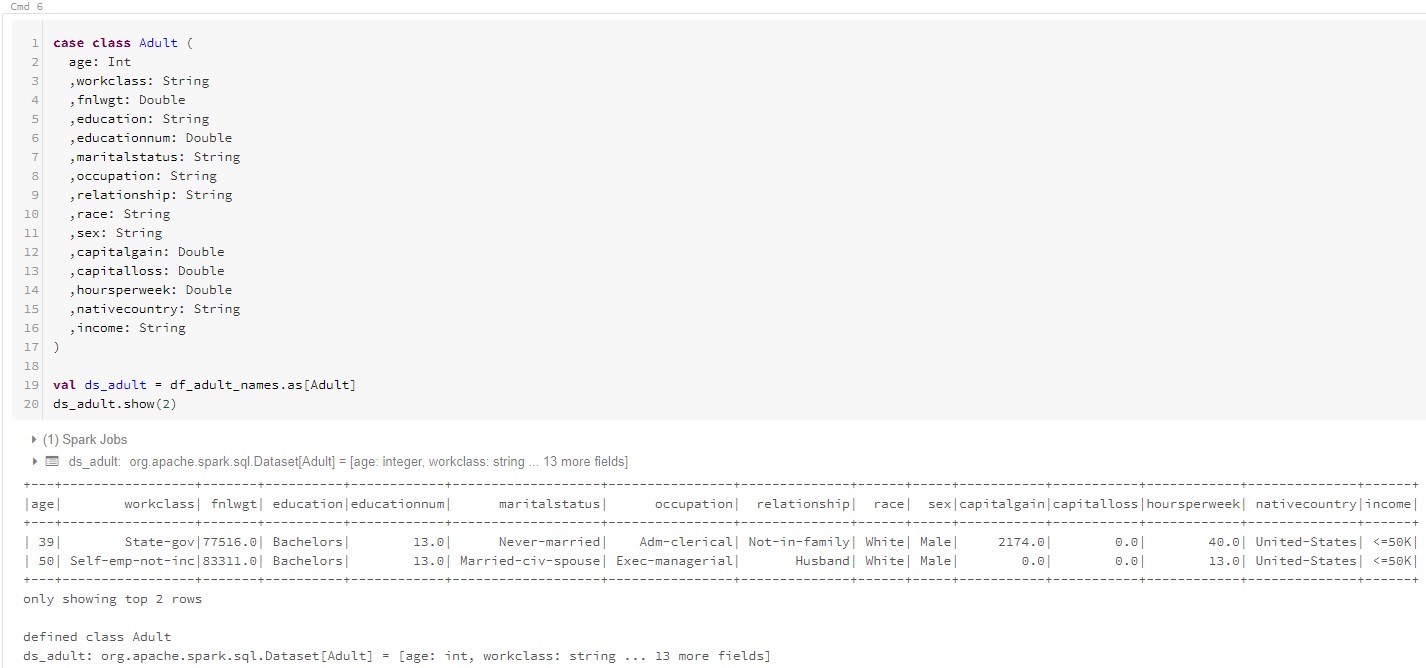 Cmd 6
1 case class Adult (
2   age: Int
3   ,workclass: String
4   ,fnlwgt: Double
5   ,education: String
6   ,educationnum: Double
7   ,maritalstatus: String
8   ,occupation: String
9   ,relationship: String
10   ,race: String
11   ,sex: String
12   ,capitalgain: Double
13   ,capitalloss: Double
14   ,hoursperweek: Double
15   ,nativecountry: String
16   ,income: String
17 )
18
19 val ds_adult = df_adult_names.as[Adult]
20 ds_adult.show(2)
(1) Spark Jobs
ds_adult: org.apache.spark.sql.Dataset[Adult] = [age: integer, workclass: string ... 13 more fields]
+---+-----------------+-------+----------+------------+-------------------+----------------+--------------+------+-----+-----------+-----------+------------+--------------+------+
|age|        workclass| fnlwgt| education|educationnum|      maritalstatus|      occupation|  relationship|  race|  sex|capitalgain|capitalloss|hoursperweek| nativecountry|income|
+---+-----------------+-------+----------+------------+-------------------+----------------+--------------+------+-----+-----------+-----------+------------+--------------+------+
| 39|        State-gov|77516.0| Bachelors|        13.0|      Never-married|    Adm-clerical| Not-in-family| White| Male|     2174.0|        0.0|        40.0| United-States| <=50K|
| 50| Self-emp-not-inc|83311.0| Bachelors|        13.0| Married-civ-spouse| Exec-managerial|       Husband| White| Male|        0.0|        0.0|        13.0| United-States| <=50K|
+---+-----------------+-------+----------+------------+-------------------+----------------+--------------+------+-----+-----------+-----------+------------+--------------+------+
only showing top 2 rows
defined class Adult
ds_adult: org.apache.spark.sql.Dataset[Adult] = [age: int, workclass: string ... 13 more fields]